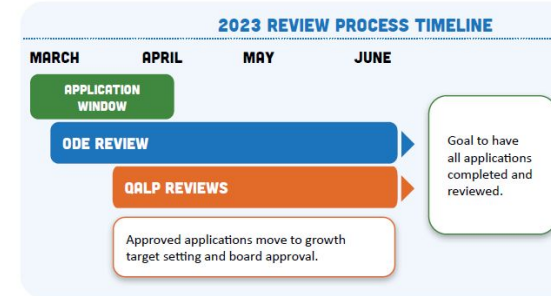 2023 REVIEW PROCESS TIMELINE
MARCH APRIL MAY JUNE
APPLICATION
WINDOW
ODE REVIEW
QALP REVIEWS
Goal to have
all applications
completed and
reviewed.
Approved applications move to growth
target setting and board approval.